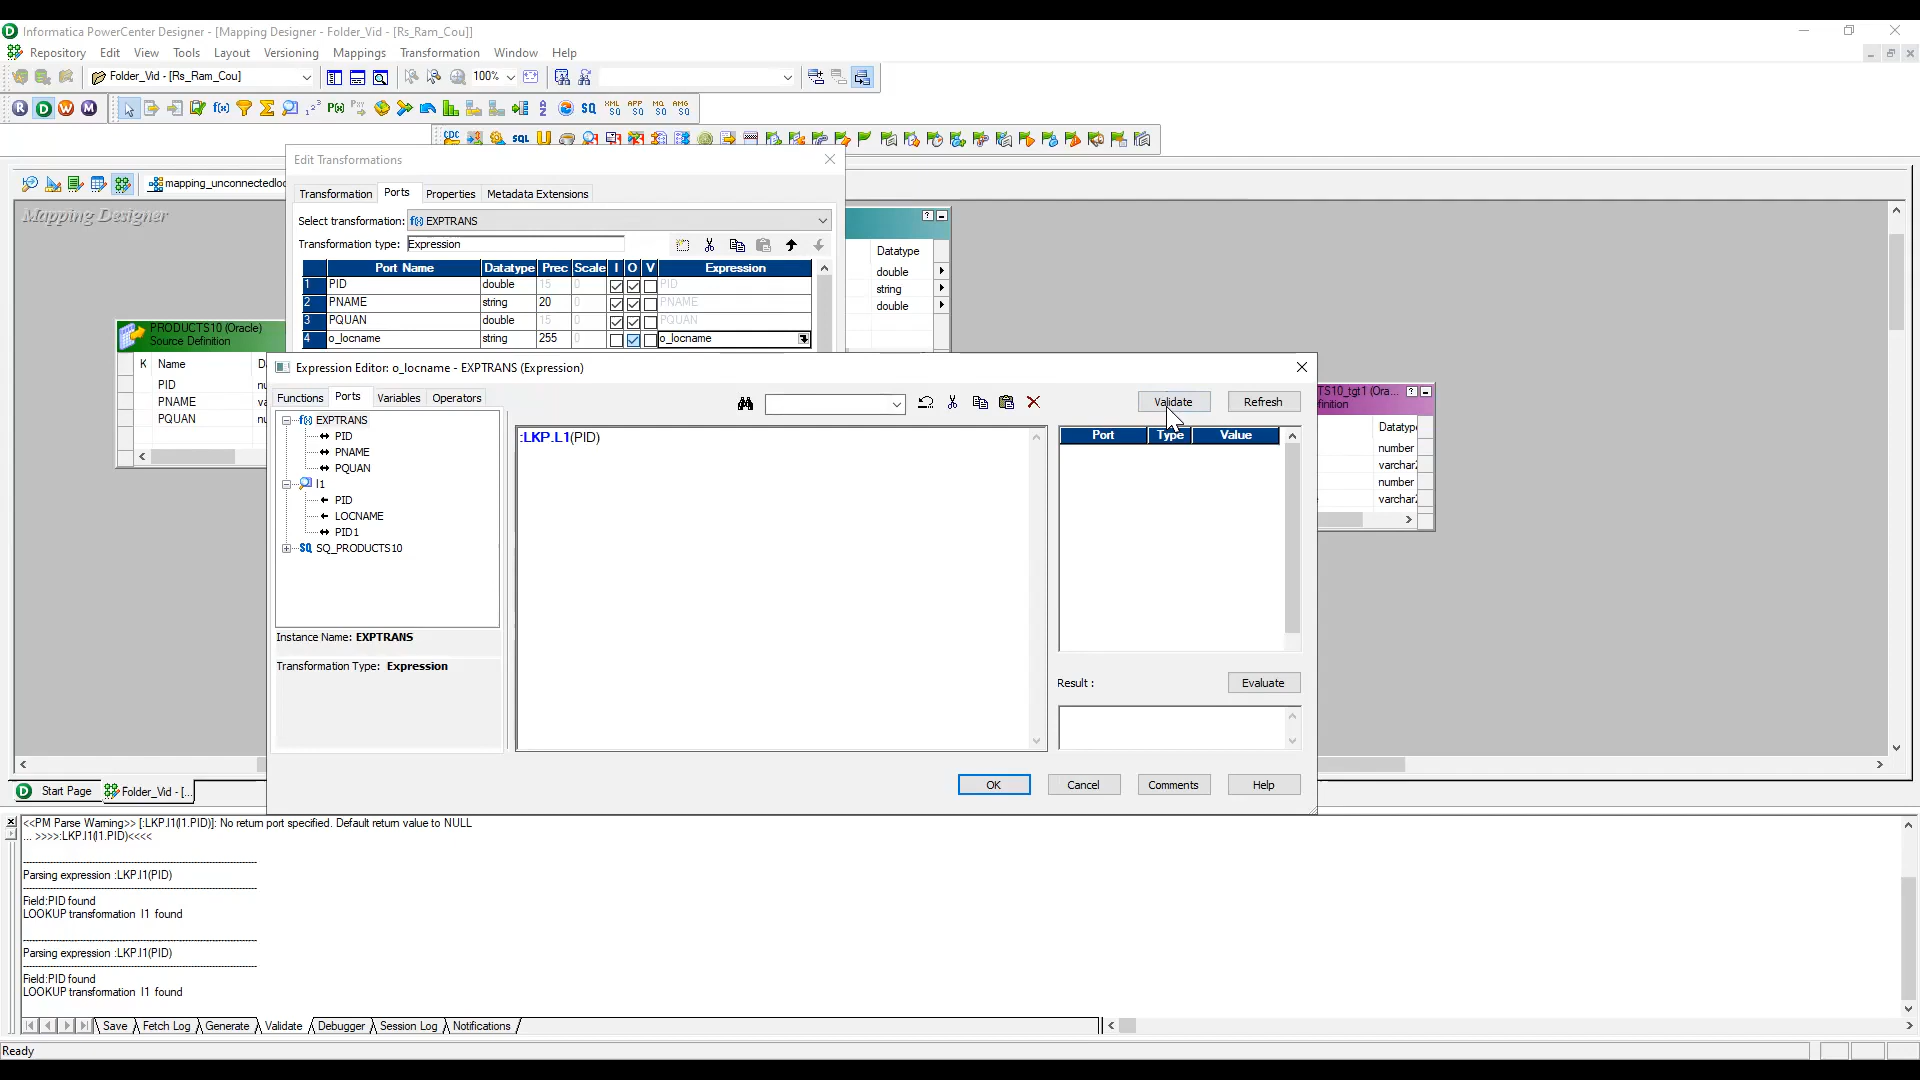 Informatica PowerCenter Designer - [Mapping Designer - Folder_Vid - [Rs_Ram_Cou]]
Repository Edit View Tools Layout Versioning Mappings Transformation Window Help
Folder_Vid - [Rs_Ram_Cou]
100%
Edit Transformations
mapping_unconnectedloo
Transformation Ports Properties Metadata Extensions
Mapping Designer
Select transformation: f(x) EXPTRANS
Transformation type: Expression
Port Name Datatype Prec Scale I O V Expression
1 PID double 15 0 PID
2 PNAME string 20 0 PNAME
3 PQUAN double 15 0 PQUAN
4 o_locname string 255 0 o_locname
Datatype
double
string
double
PRODUCTS10 (Oracle)
Source Definition
K Name D
PID nu
PNAME va
PQUAN nu
Expression Editor: o_locname - EXPTRANS (Expression)
Functions Ports Variables Operators
Validate Refresh
EXPTRANS
PID
PNAME
PQUAN
l1
PID
LOCNAME
PID1
SQ_PRODUCTS10
:LKP.L1(PID)
Port Type Value
Instance Name: EXPTRANS
Transformation Type: Expression
Result :
Evaluate
OK Cancel Comments Help
TS10_tgt1 (Ora...
finition
Datatyp
number
varchar2
number
varchar2
Start Page Folder_Vid - [...
<<PM Parse Warning>> [:LKP.l1(l1.PID)]: No return port specified. Default return value to NULL
... >>>>:LKP.l1(l1.PID)<<<<
Parsing expression :LKP.l1(PID)
Field:PID found
LOOKUP transformation l1 found
Parsing expression :LKP.l1(PID)
Field:PID found
LOOKUP transformation l1 found
Save Fetch Log Generate Validate Debugger Session Log Notifications
Ready